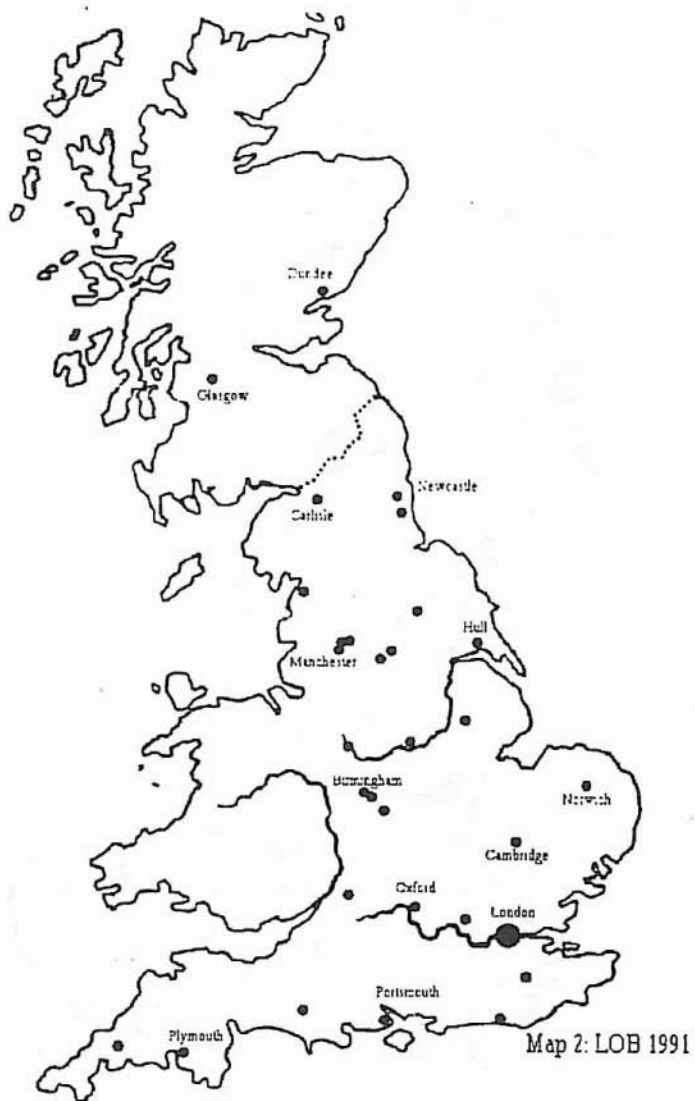 Dundee
Glasgow
Newcastle
Carlisle
Hull
Manchester
Birmingham
Norwich
Cambridge
Oxford
London
Portsmouth
Plymouth
Map 2: LOB 1991